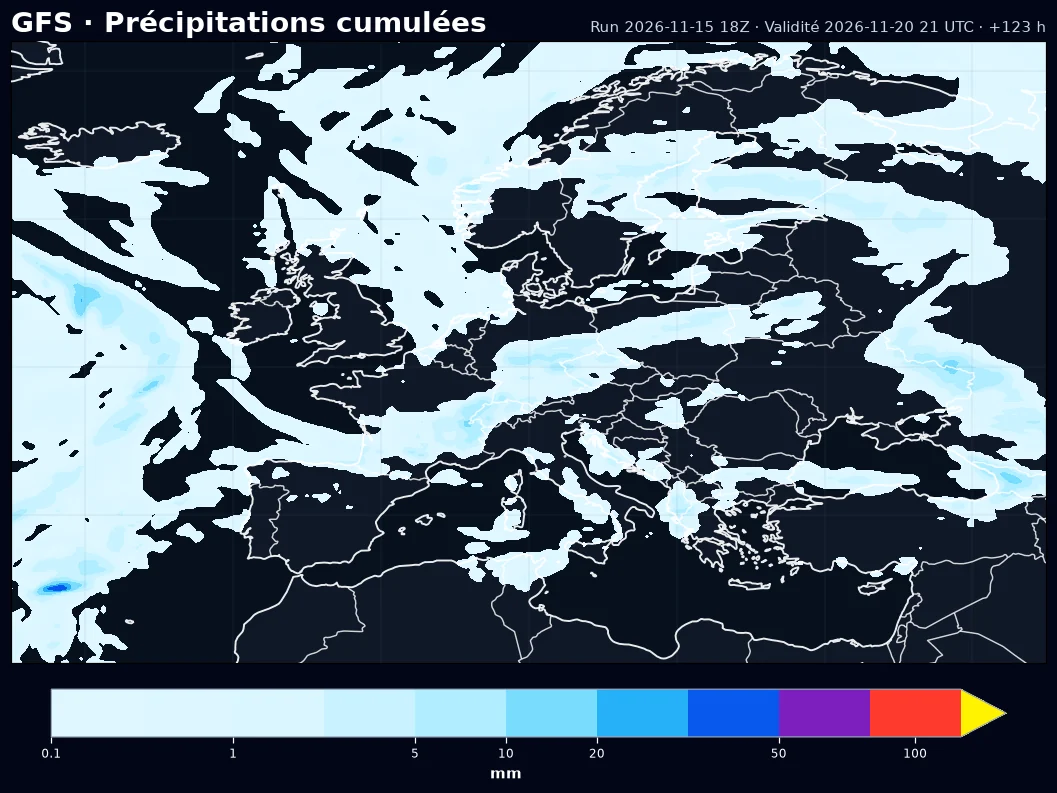 GFS · Précipitations cumulées
Run 2026-11-15 18Z · Validité 2026-11-20 21 UTC · +123 h
0.1 1 5 10 20 50 100
mm